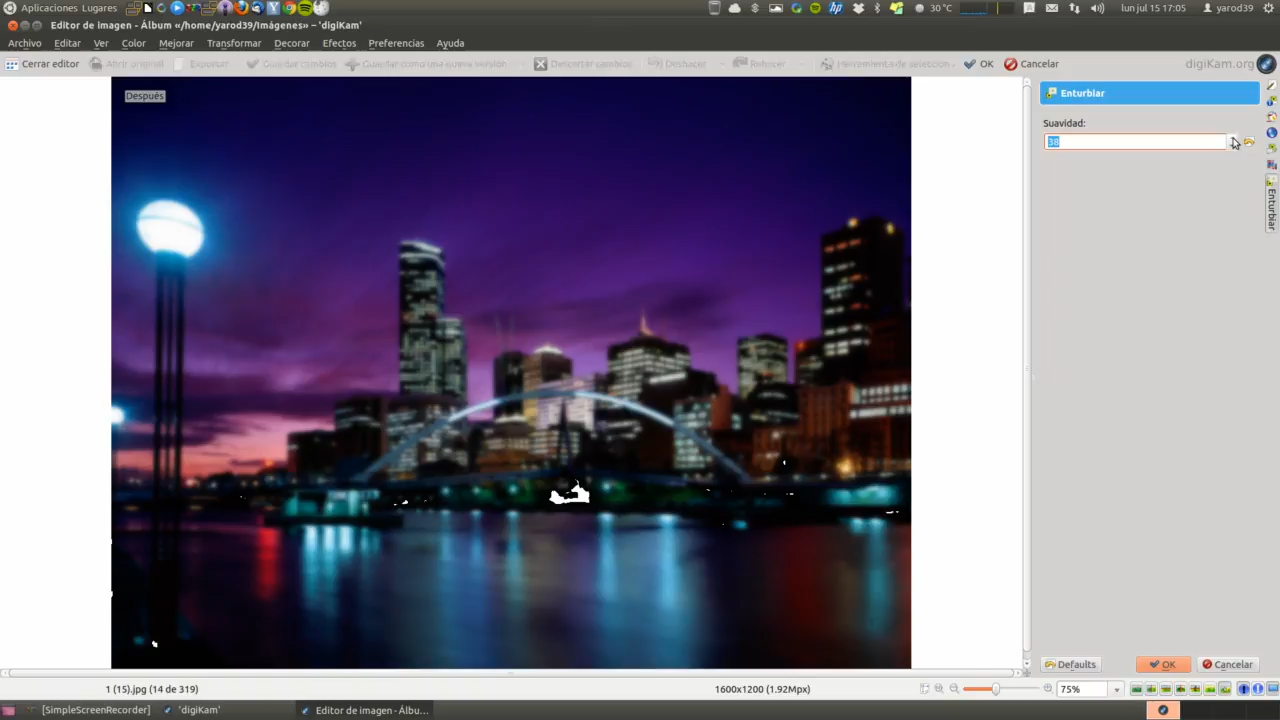 Aplicaciones Lugares
30°C
lun jul 15 17:05
yarod39
Editor de imagen - Álbum «/home/yarod39/Imágenes» – 'digiKam'
Archivo Editar Ver Color Mejorar Transformar Decorar Efectos Preferencias Ayuda
Cerrar editor Abrir original Exportar Guardar cambios Guardar como una nueva versión Descartar cambios Deshacer Rehacer Herramienta de selección OK Cancelar digiKam.org
Después
Enturbiar
Suavidad:
38
Enturbiar
Defaults OK Cancelar
1 (15).jpg (14 de 319) 1600x1200 (1.92Mpx) 75%
[SimpleScreenRecorder] 'digiKam' Editor de imagen - Álbu...